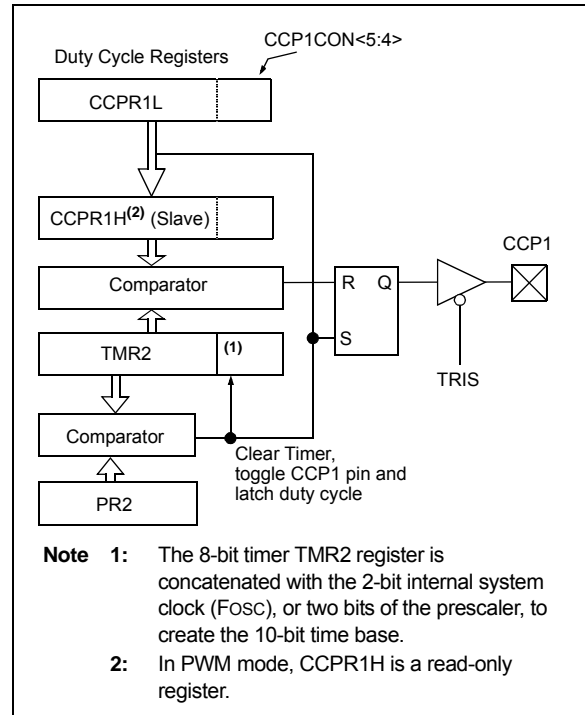 CCP1CON<5:4>
Duty Cycle Registers
CCPR1L
CCPR1H(2) (Slave)
CCP1
Comparator
R Q
S
TMR2 (1)
TRIS
Comparator
Clear Timer,
toggle CCP1 pin and
latch duty cycle
PR2
Note 1: The 8-bit timer TMR2 register is
concatenated with the 2-bit internal system
clock (FOSC), or two bits of the prescaler, to
create the 10-bit time base.
2: In PWM mode, CCPR1H is a read-only
register.